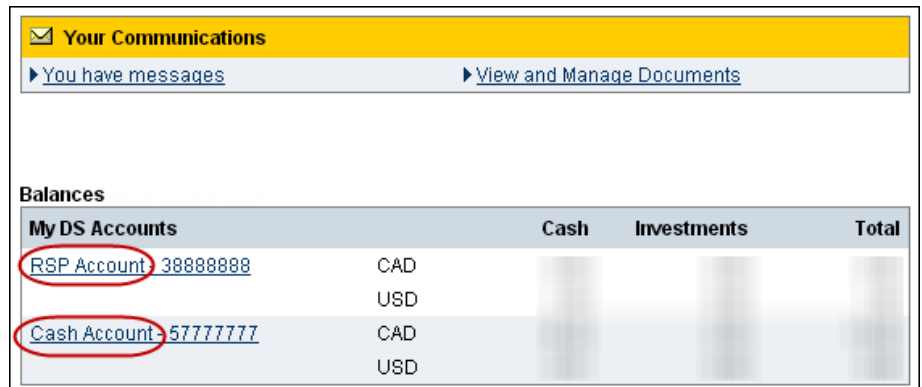 Your Communications
You have messages View and Manage Documents
Balances
My DS Accounts Cash Investments Total
RSP Account - 38888888 CAD
USD
Cash Account - 57777777 CAD
USD